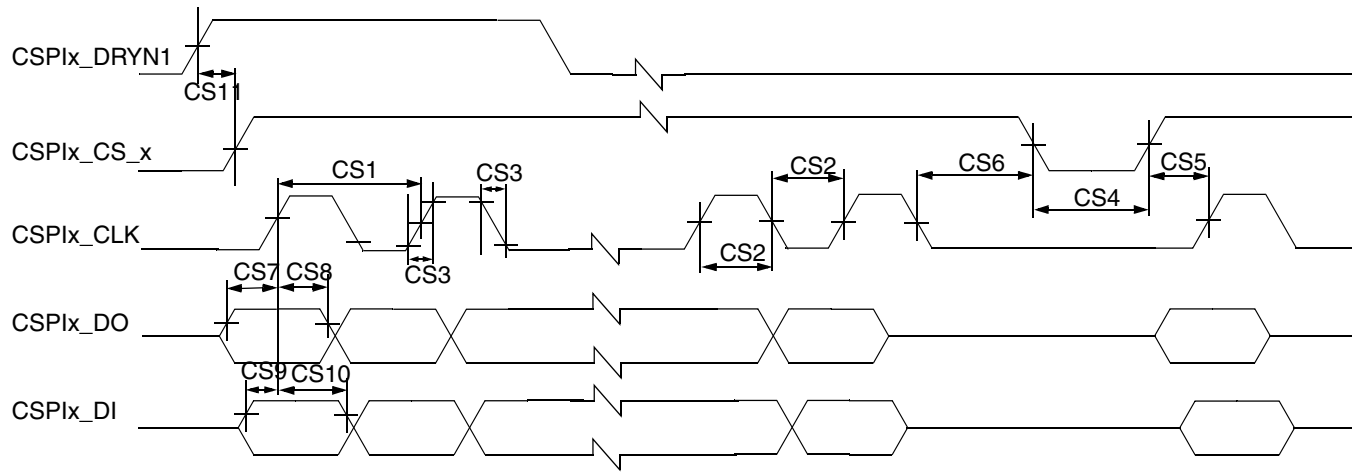 CSPIx_DRYN1
CS11
CSPIx_CS_x
CS1
CS3
CS2
CS6
CS5
CS4
CSPIx_CLK
CS3
CS2
CS7
CS8
CSPIx_DO
CS9
CS10
CSPIx_DI